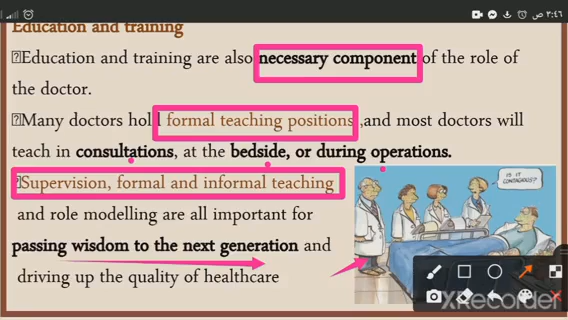 ٣:٤٦ ص
Education and training
Education and training are also necessary component of the role of
the doctor.
Many doctors hold formal teaching positions ,and most doctors will
teach in consultations, at the bedside, or during operations.
Supervision, formal and informal teaching
and role modelling are all important for
passing wisdom to the next generation and
driving up the quality of healthcare
IS IT
CONTAGIOUS?
XRecorder